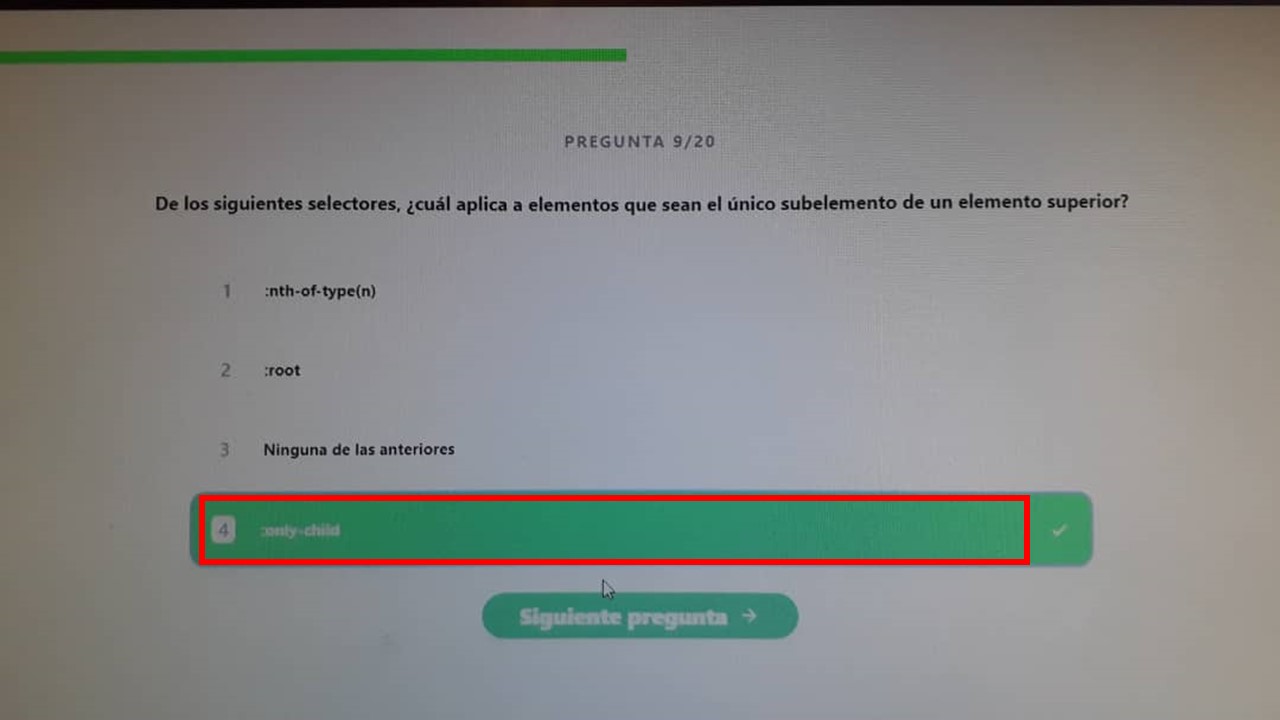 PREGUNTA 9/20
De los siguientes selectores, ¿cuál aplica a elementos que sean el único subelemento de un elemento superior?
1 :nth-of-type(n)
2 :root
3 Ninguna de las anteriores
4 :only-child
Siguiente pregunta →